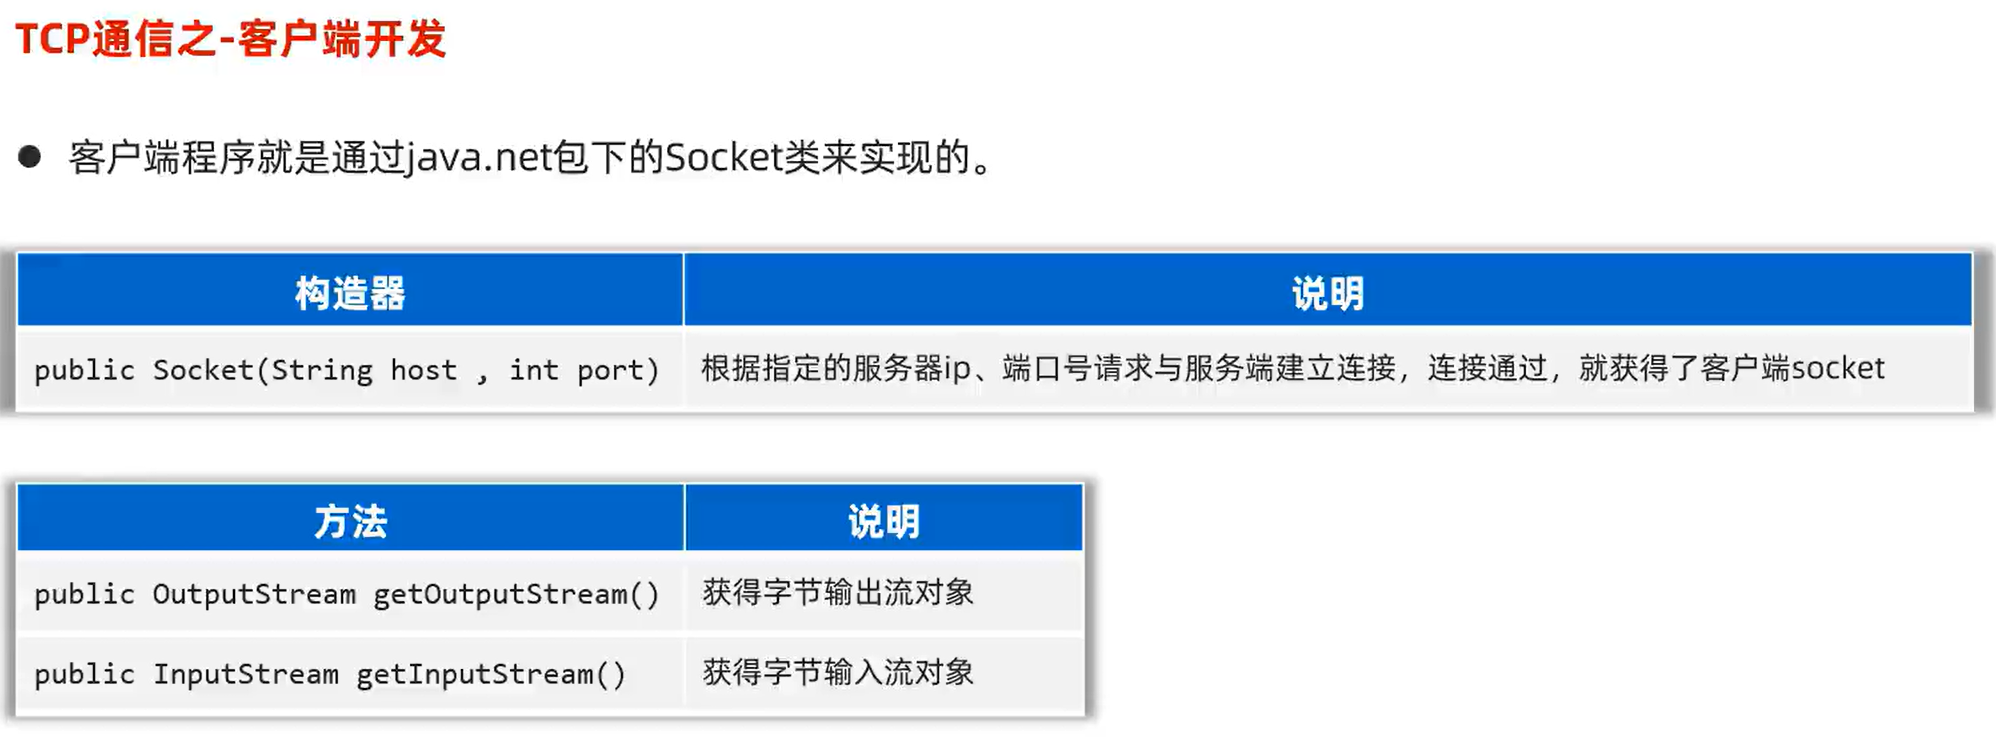 TCP通信之-客户端开发
● 客户端程序就是通过java.net包下的Socket类来实现的。
构造器 说明
public Socket(String host , int port) 根据指定的服务器ip、端口号请求与服务端建立连接，连接通过，就获得了客户端socket
方法 说明
public OutputStream getOutputStream() 获得字节输出流对象
public InputStream getInputStream() 获得字节输入流对象